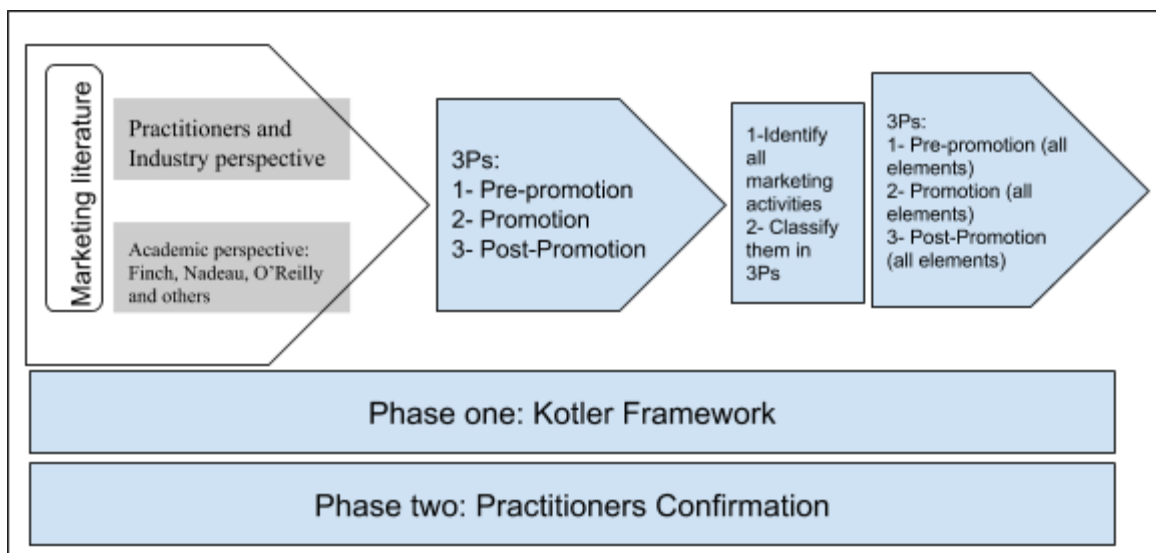 Marketing literature
Practitioners and
Industry perspective
Academic perspective:
Finch, Nadeau, O’Reilly
and others
3Ps:
1- Pre-promotion
2- Promotion
3- Post-Promotion
1-Identify
all
marketing
activities
2- Classify
them in
3Ps
3Ps:
1- Pre-promotion (all
elements)
2- Promotion (all
elements)
3- Post-Promotion
(all elements)
Phase one: Kotler Framework
Phase two: Practitioners Confirmation